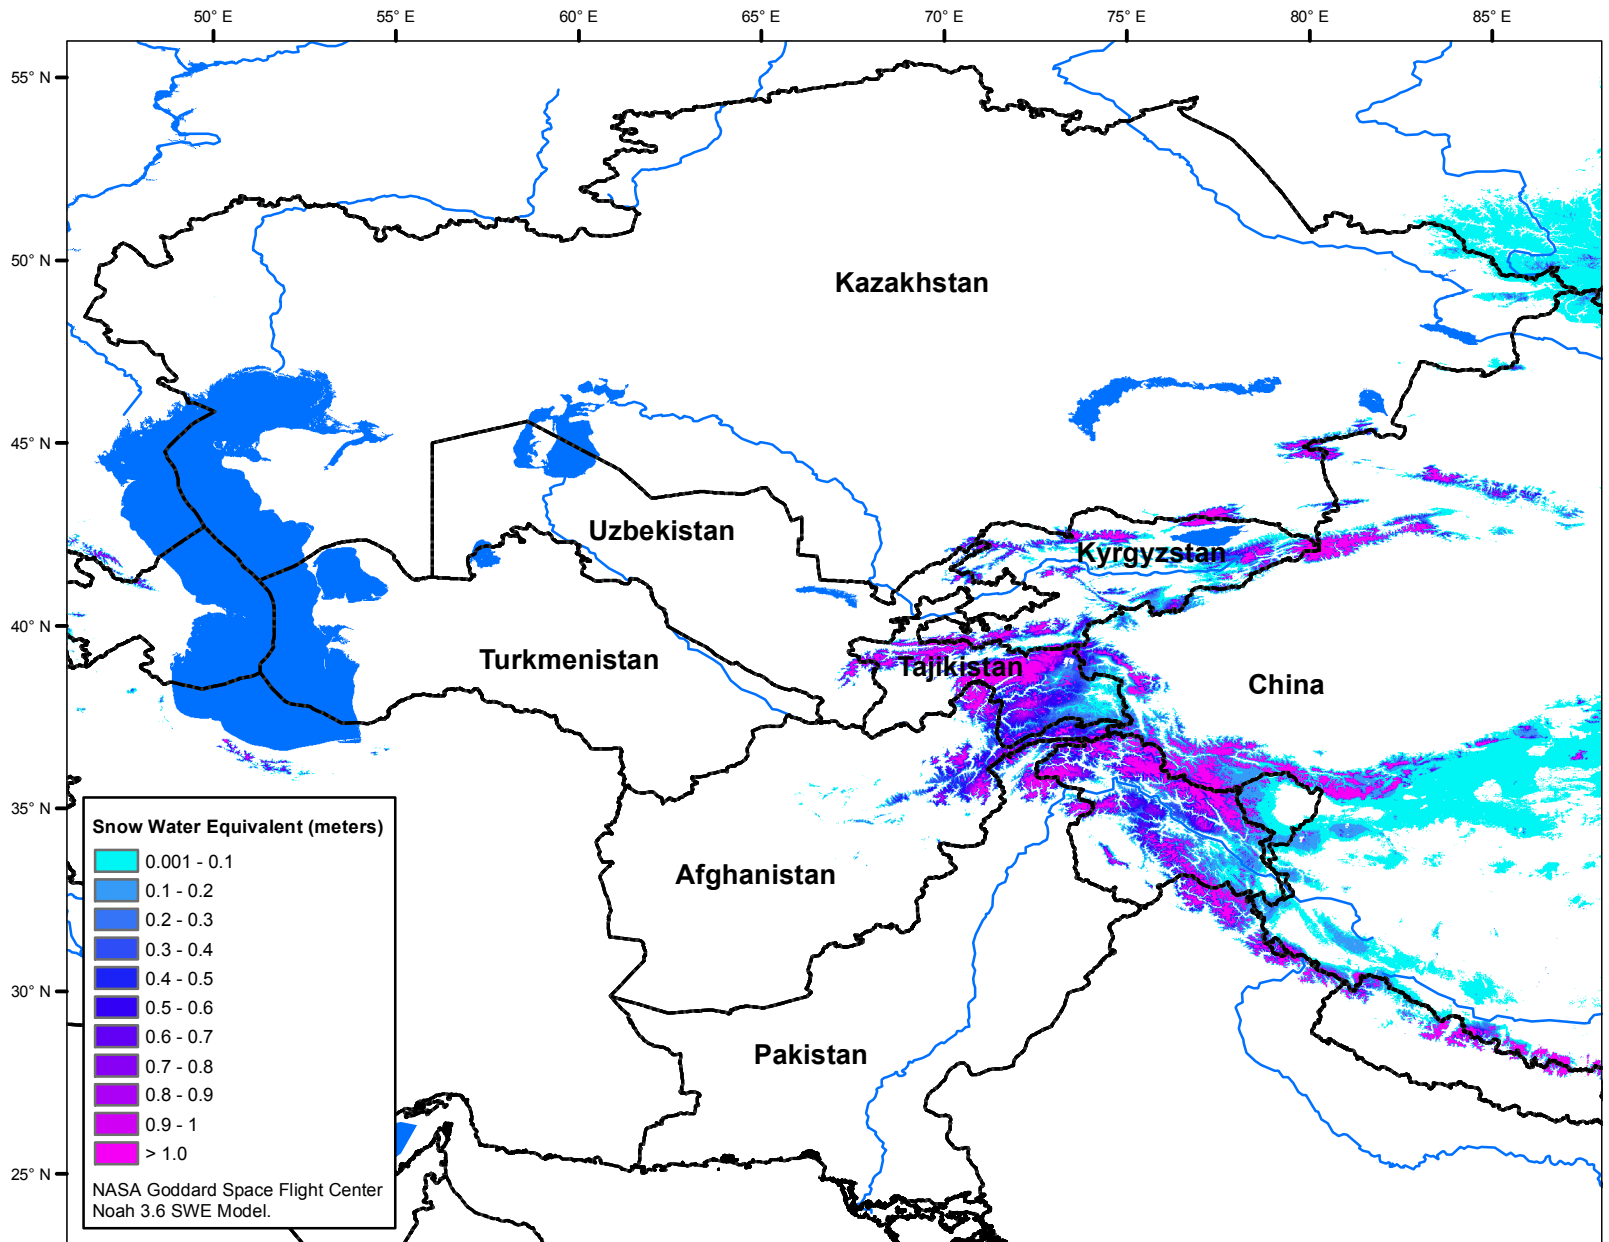 50° E 55° E 60° E 65° E 70° E 75° E 80° E 85° E
55° N
50° N
45° N
40° N
35° N
30° N
25° N
Kazakhstan
Uzbekistan
Kyrgyzstan
Turkmenistan
Tajikistan
China
Afghanistan
Pakistan
Snow Water Equivalent (meters)
0.001 - 0.1
0.1 - 0.2
0.2 - 0.3
0.3 - 0.4
0.4 - 0.5
0.5 - 0.6
0.6 - 0.7
0.7 - 0.8
0.8 - 0.9
0.9 - 1
> 1.0
NASA Goddard Space Flight Center
Noah 3.6 SWE Model.